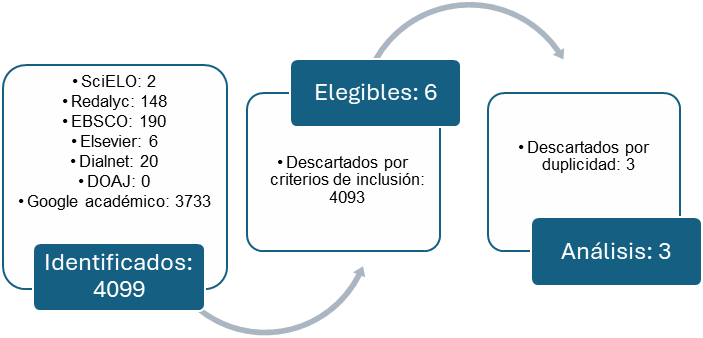 • SciELO: 2
• Redalyc: 148
• EBSCO: 190
• Elsevier: 6
• Dialnet: 20
• DOAJ: 0
• Google académico: 3733
Identificados:
4099
Elegibles: 6
• Descartados por
criterios de inclusión:
4093
• Descartados por
duplicidad: 3
Análisis: 3